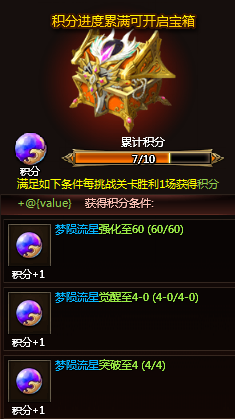 积分进度累满可开启宝箱
累计积分
7/10
积分
满足如下条件每挑战关卡胜利1场获得积分
+@{value} 获得积分条件:
梦陨流星强化至60 (60/60)
积分+1
梦陨流星觉醒至4-0 (4-0/4-0)
积分+1
梦陨流星突破至4 (4/4)
积分+1